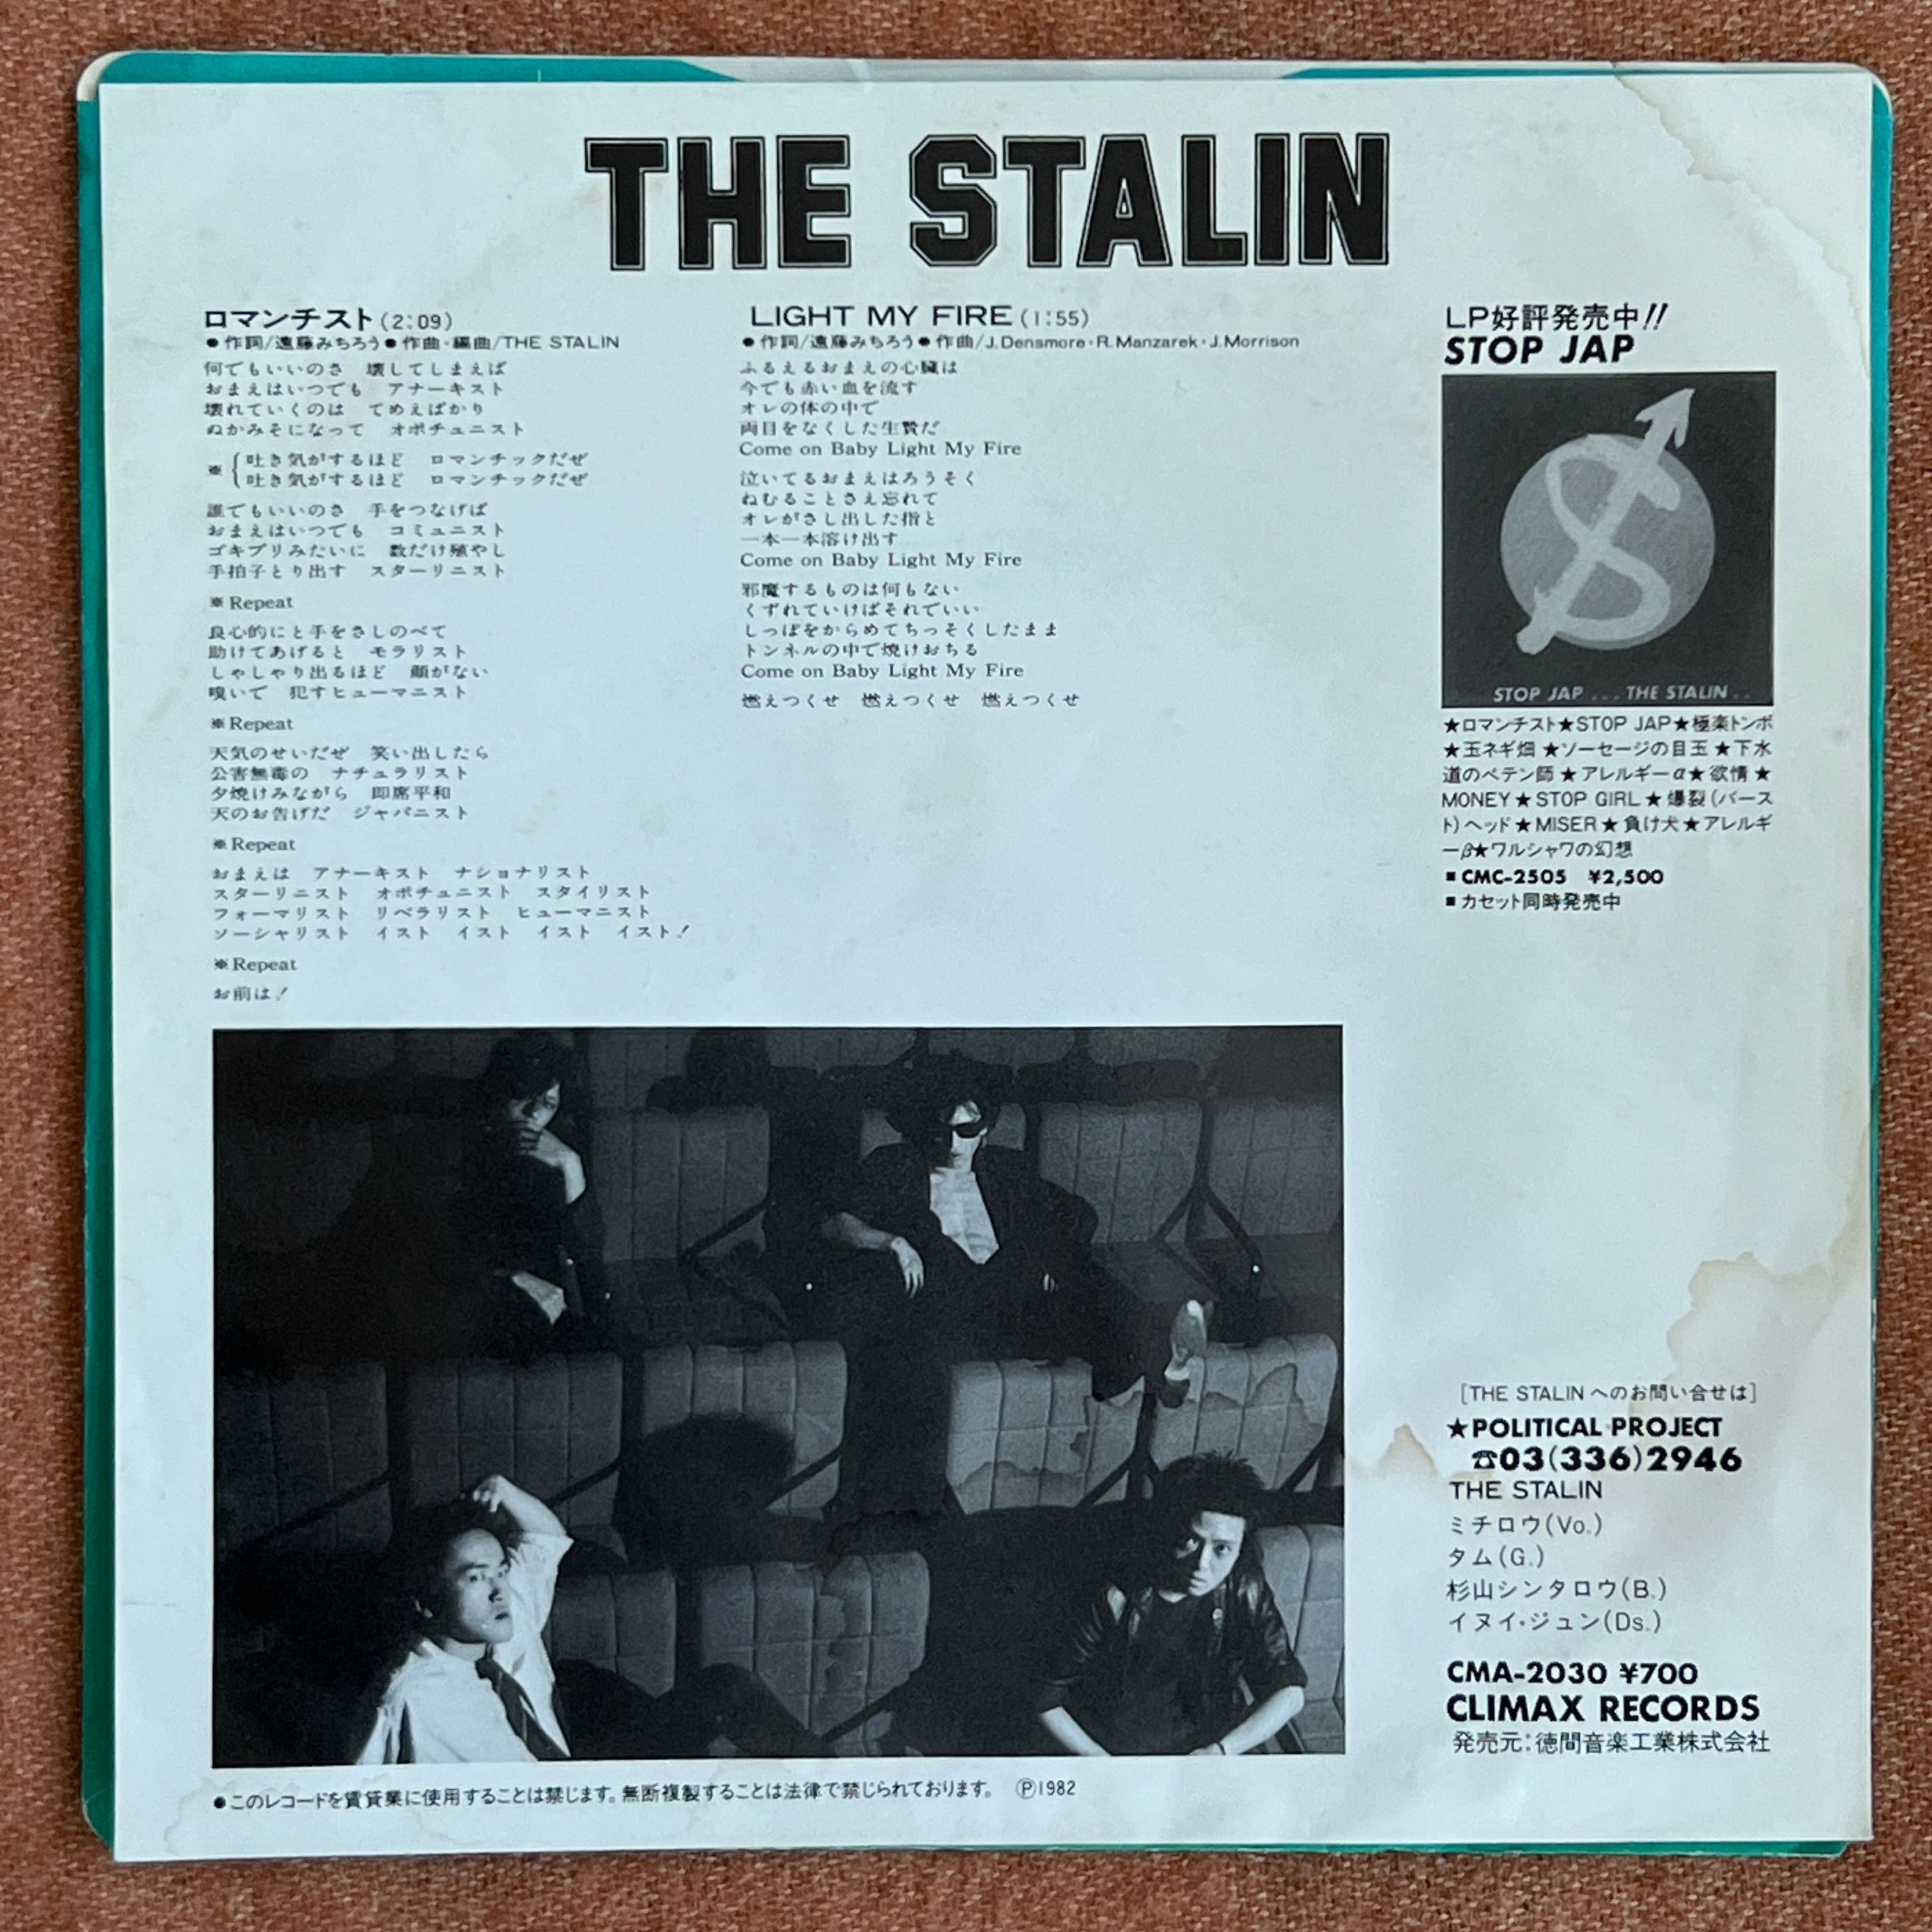 THE STALIN
ロマンチスト(2:09)
●作詞/遠藤みちろう●作曲・編曲/THE STALIN
何でもいいのさ 壊してしまえば
おまえはいつでも アナーキスト
壊れていくのは てめえばかり
ぬかみそになって オポチュニスト
※ 吐き気がするほど ロマンチックだぜ
吐き気がするほど ロマンチックだぜ
誰でもいいのさ 手をつなげば
おまえはいつでも コミュニスト
ゴキブリみたいに 数だけ殖やし
手拍子とり出す スターリニスト
※Repeat
良心的にと手をさしのべて
助けてあげると モラリスト
しゃしゃり出るほど 顔がない
嗅いで 犯すヒューマニスト
※Repeat
天気のせいだぜ 笑い出したら
公害無毒の ナチュラリスト
夕焼けみながら 即席平和
天のお告げだ ジャパニスト
※Repeat
おまえは アナーキスト ナショナリスト
スターリニスト オポチュニスト スタイリスト
フォーマリスト リベラリスト ヒューマニスト
ソーシャリスト イスト イスト イスト イスト!
※Repeat
お前は!
LIGHT MY FIRE(1:55)
●作詞/遠藤みちろう●作曲/J.Densmore・R.Manzarek・J.Morrison
ふるえるおまえの心臓は
今でも赤い血を流す
オレの体の中で
両目をなくした生贄だ
Come on Baby Light My Fire
泣いてるおまえはろうそく
ねむることさえ忘れて
オレがさし出した指と
一本一本溶け出す
Come on Baby Light My Fire
邪魔するものは何もない
くずれていけばそれでいい
しっぽをからめてちっそくしたまま
トンネルの中で焼けおちる
Come on Baby Light My Fire
燃えつくせ 燃えつくせ 燃えつくせ
LP好評発売中!!
STOP JAP
STOP JAP...THE STALIN..
★ロマンチスト★STOP JAP★極楽トンボ
★玉ネギ畑★ソーセージの目玉★下水
道のペテン師★アレルギーα★欲情★
MONEY★STOP GIRL★爆裂(バース
ト)ヘッド★MISER★負け犬★アレルギ
ーβ★ワルシャワの幻想
■CMC-2505 ¥2,500
■カセット同時発売中
[THE STALINへのお問い合せは]
★POLITICAL PROJECT
☎03(336)2946
THE STALIN
ミチロウ(Vo.)
タム(G.)
杉山シンタロウ(B.)
イヌイ・ジュン(Ds.)
CMA-2030 ¥700
CLIMAX RECORDS
発売元:徳間音楽工業株式会社
●このレコードを賃貸業に使用することは禁じます。無断複製することは法律で禁じられております。 Ⓟ1982